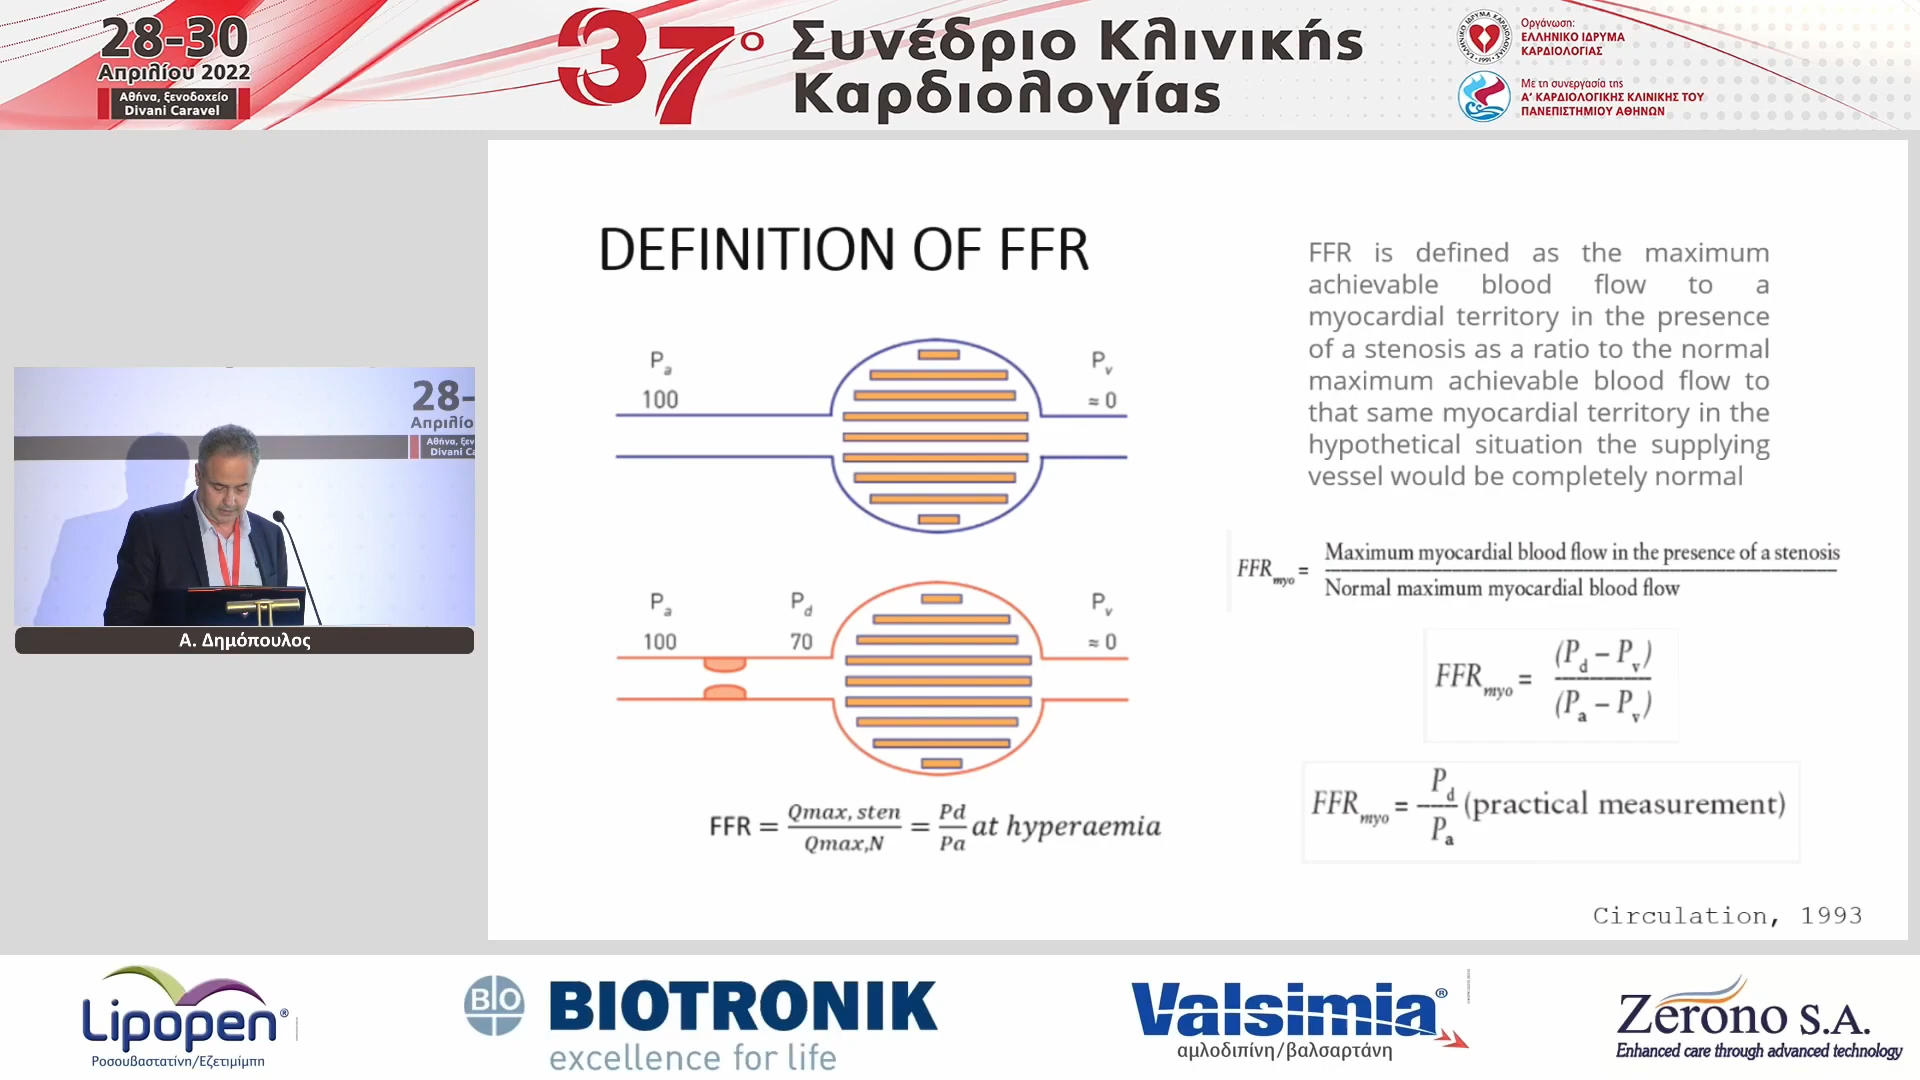 28-30
Απριλίου 2022
Αθήνα, ξενοδοχείο
Divani Caravel
37ο Συνέδριο Κλινικής
Καρδιολογίας
Οργάνωση:
ΕΛΛΗΝΙΚΟ ΙΔΡΥΜΑ
ΚΑΡΔΙΟΛΟΓΙΑΣ
Με τη συνεργασία της
Α' ΚΑΡΔΙΟΛΟΓΙΚΗΣ ΚΛΙΝΙΚΗΣ ΤΟΥ
ΠΑΝΕΠΙΣΤΗΜΙΟΥ ΑΘΗΝΩΝ
28-
Απριλίο
Αθήνα, ξεν
Divani Ca
Α. Δημόπουλος
DEFINITION OF FFR
Pa Pv
100 ≈ 0
Pa Pd Pv
100 70 ≈ 0
FFR = Qmax, sten / Qmax,N = Pd / Pa at hyperaemia
FFR is defined as the maximum
achievable blood flow to a
myocardial territory in the presence
of a stenosis as a ratio to the normal
maximum achievable blood flow to
that same myocardial territory in the
hypothetical situation the supplying
vessel would be completely normal
FFRmyo = Maximum myocardial blood flow in the presence of a stenosis
Normal maximum myocardial blood flow
FFRmyo = (Pd – Pv) / (Pa – Pv)
FFRmyo = Pd / Pa (practical measurement)
Circulation, 1993
Lipopen®
Ροσουβαστατίνη/Εζετιμίμπη
BIO BIOTRONIK
excellence for life
Valsimia®
αμλοδιπίνη/βαλσαρτάνη
Zerono S.A.
Enhanced care through advanced technology